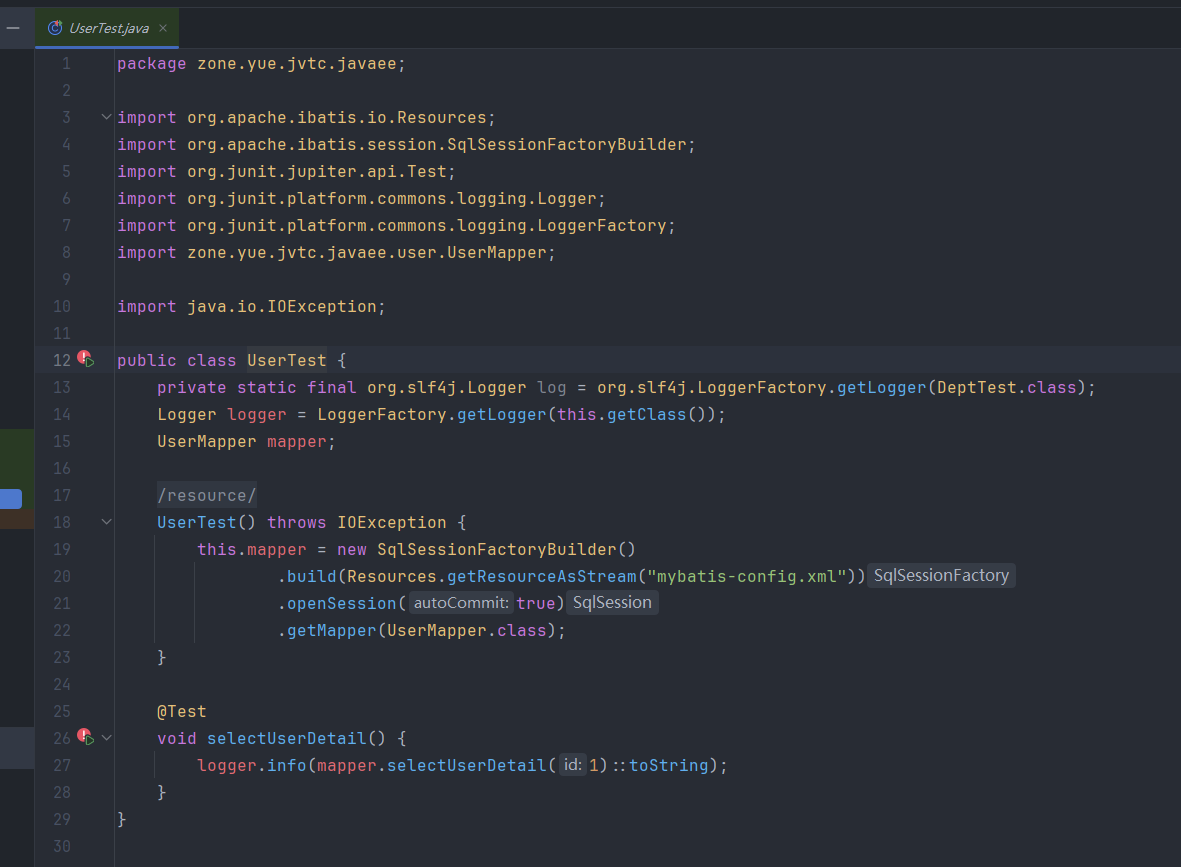 UserTest.java
1 package zone.yue.jvtc.javaee;
2
3 import org.apache.ibatis.io.Resources;
4 import org.apache.ibatis.session.SqlSessionFactoryBuilder;
5 import org.junit.jupiter.api.Test;
6 import org.junit.platform.commons.logging.Logger;
7 import org.junit.platform.commons.logging.LoggerFactory;
8 import zone.yue.jvtc.javaee.user.UserMapper;
9
10 import java.io.IOException;
11
12 public class UserTest {
13 private static final org.slf4j.Logger log = org.slf4j.LoggerFactory.getLogger(DeptTest.class);
14 Logger logger = LoggerFactory.getLogger(this.getClass());
15 UserMapper mapper;
16
17 /resource/
18 UserTest() throws IOException {
19 this.mapper = new SqlSessionFactoryBuilder()
20 .build(Resources.getResourceAsStream("mybatis-config.xml")) SqlSessionFactory
21 .openSession( autoCommit: true) SqlSession
22 .getMapper(UserMapper.class);
23 }
24
25 @Test
26 void selectUserDetail() {
27 logger.info(mapper.selectUserDetail( id: 1)::toString);
28 }
29 }
30